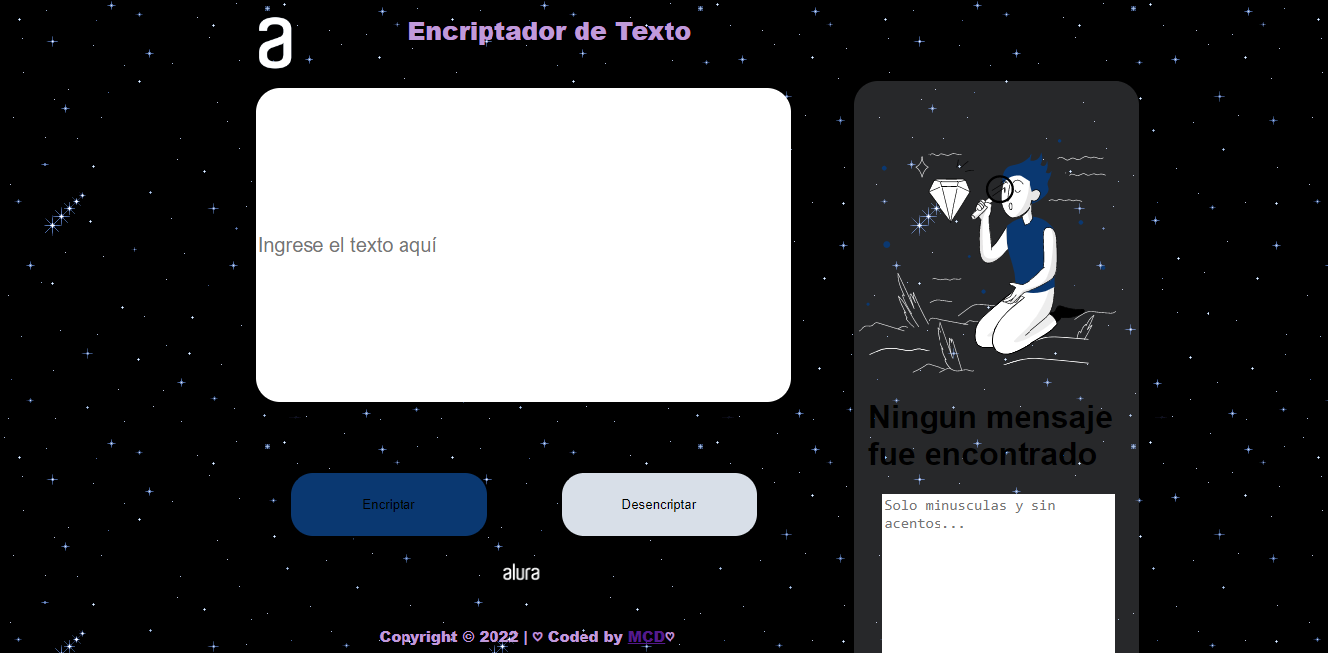 a
Encriptador de Texto
Ingrese el texto aquí
Ningun mensaje
fue encontrado
Solo minusculas y sin
acentos...
Encriptar
Desencriptar
alura
Copyright © 2022 | ♡ Coded by MCD♡